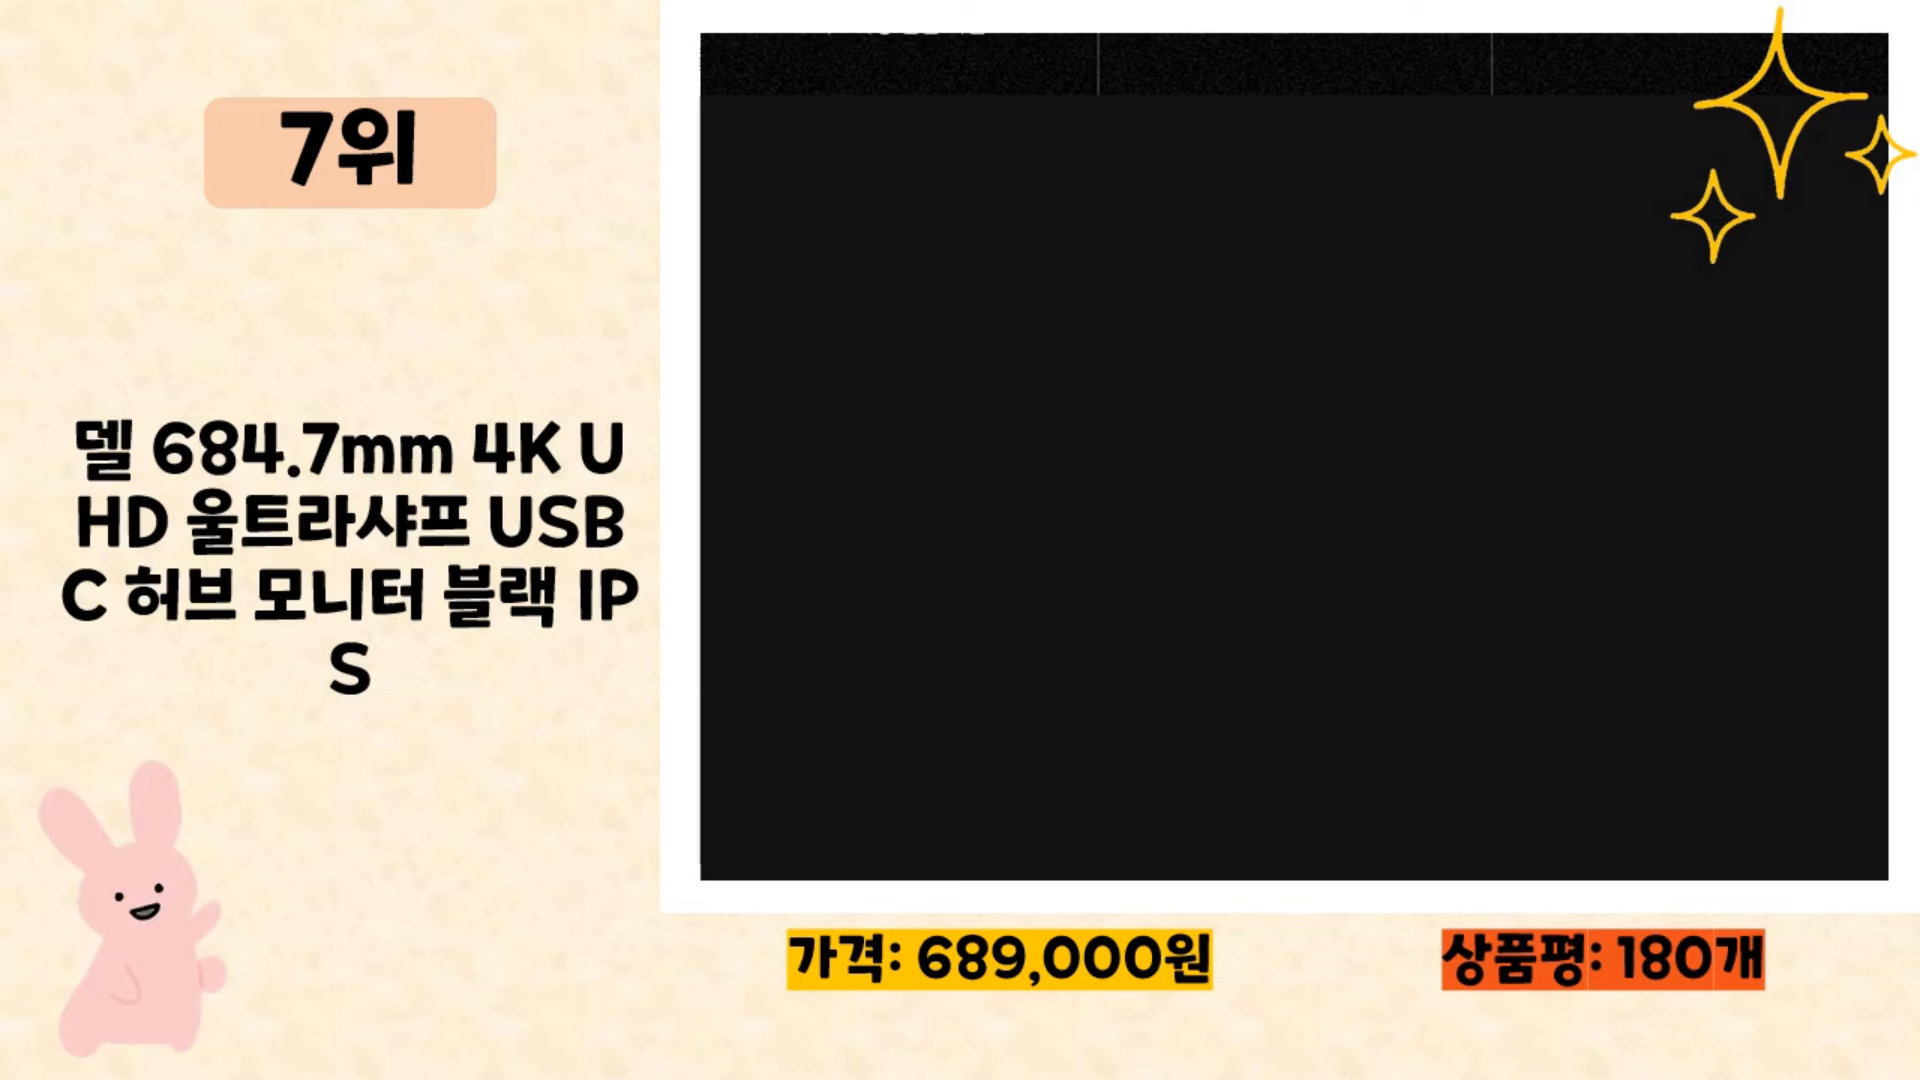 7위
델 684.7mm 4K U
HD 울트라샤프 USB
C 허브 모니터 블랙 IP
S
가격: 689,000원
상품평: 180개